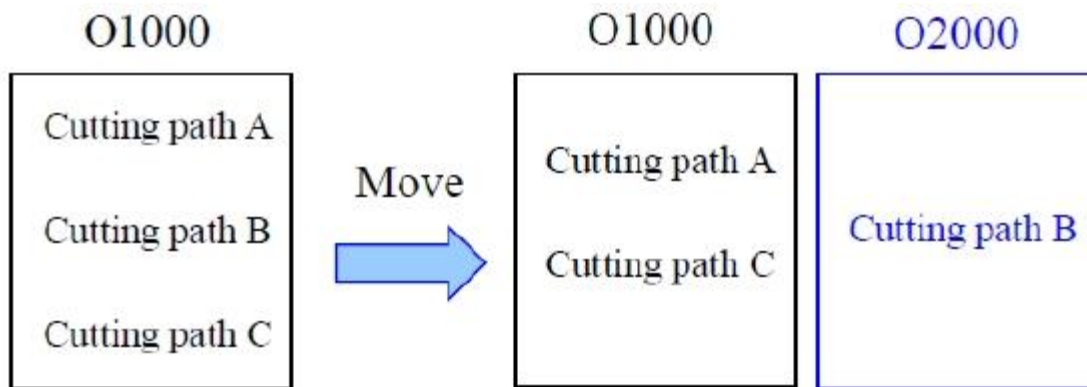 O1000
Cutting path A
Cutting path B
Cutting path C
Move
O1000
Cutting path A
Cutting path C
O2000
Cutting path B